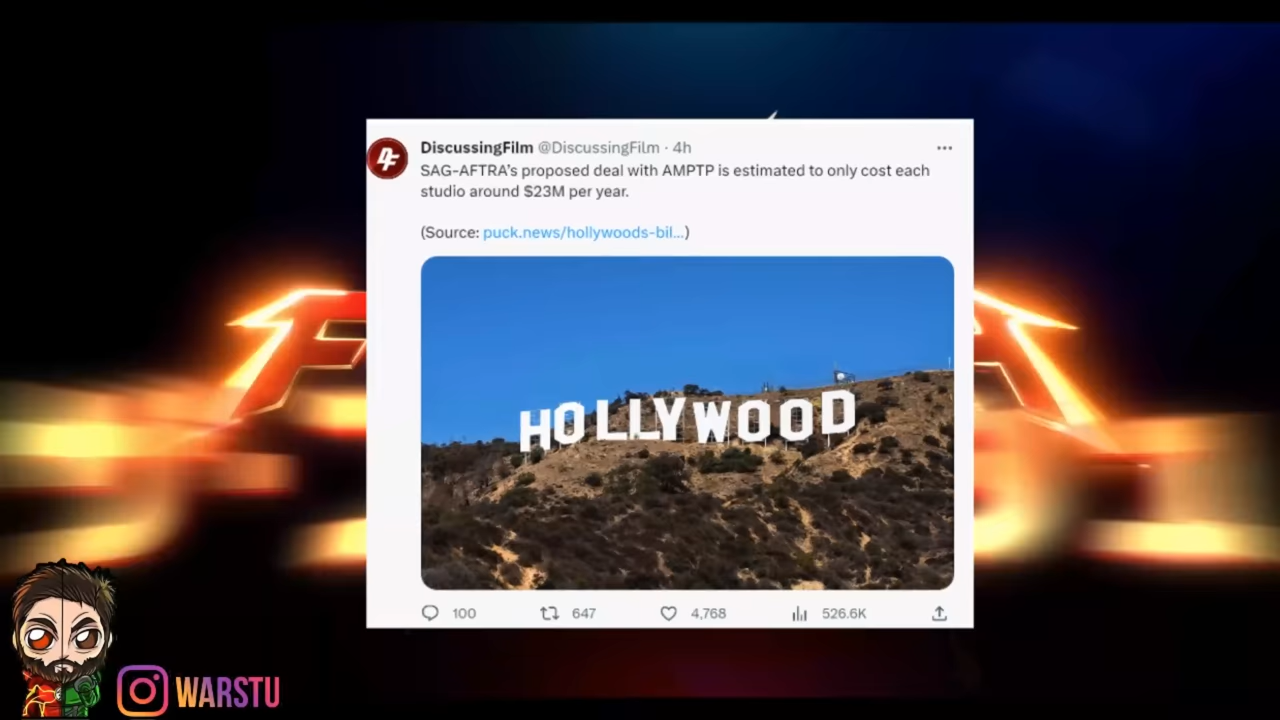 DiscussingFilm @DiscussingFilm · 4h
SAG-AFTRA's proposed deal with AMPTP is estimated to only cost each
studio around $23M per year.
(Source: puck.news/hollywoods-bil...)
HOLLYWOOD
100 647 4,768 526.6K
WARSTU